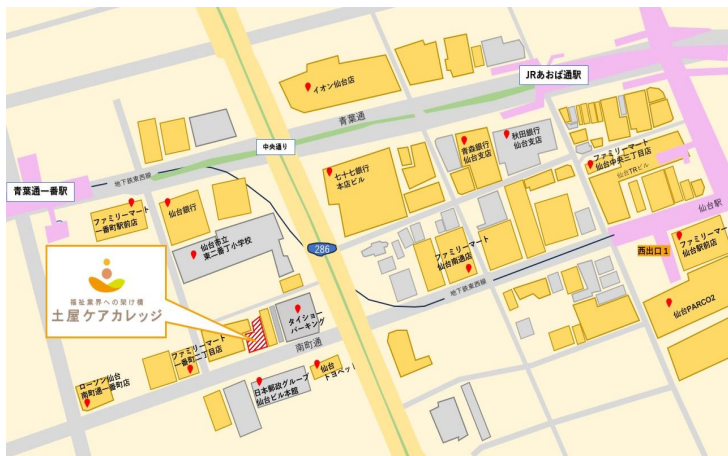 JRあおば通駅
イオン仙台店
青葉通
中央通り
青森銀行
仙台支店
秋田銀行
仙台支店
七十七銀行
本店ビル
ファミリーマート
仙台中央三丁目店
仙台TRビル
青葉通一番駅
地下鉄東西線
ファミリーマート
一番町駅前店
仙台銀行
仙台市立
東二番丁小学校
286
ファミリーマート
仙台南通店
仙台駅
西出口1
ファミリーマート
仙台駅前店
地下鉄東西線
仙台PARCO2
福祉業界への架け橋
土屋ケアカレッジ
タイショー
パーキング
南町通
ファミリーマート
一番町二丁目店
ローソン仙台
南町通一番町店
日本郵政グループ
仙台ビル本館
仙台
トヨペット